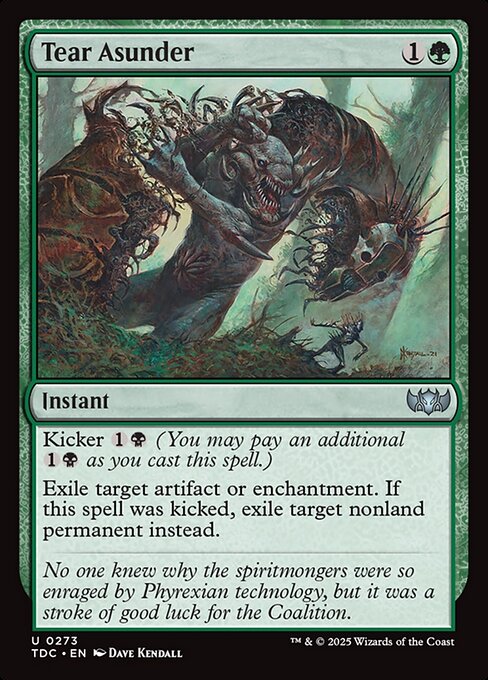 Tear Asunder 1
Instant
Kicker 1 (You may pay an additional
1 as you cast this spell.)
Exile target artifact or enchantment. If
this spell was kicked, exile target nonland
permanent instead.
No one knew why the spiritmongers were so
enraged by Phyrexian technology, but it was a
stroke of good luck for the Coalition.
U 0273
TDC • EN DAVE KENDALL
™ & © 2025 Wizards of the Coast